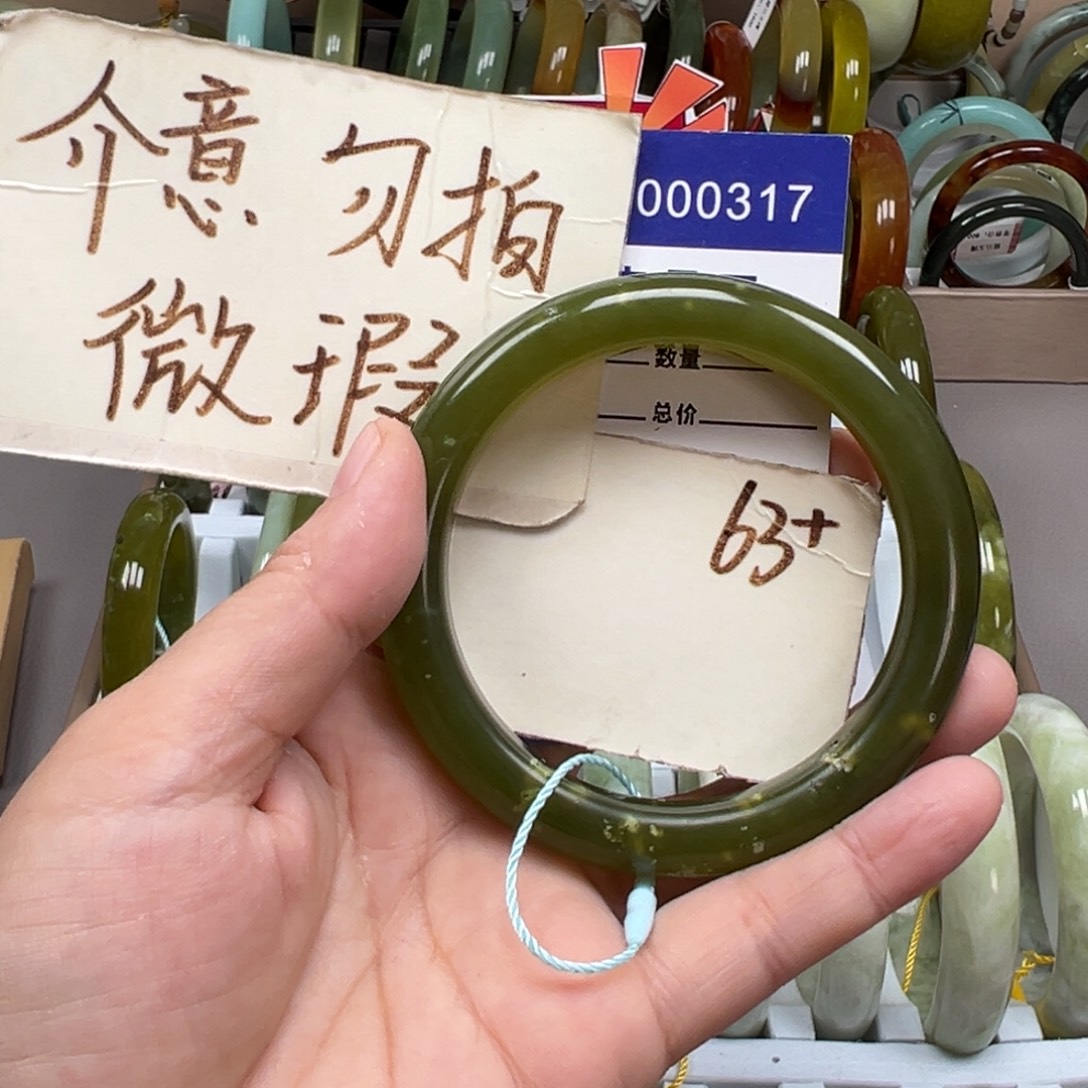 介意 勿拍
微瑕
000317
数量
总价
63+